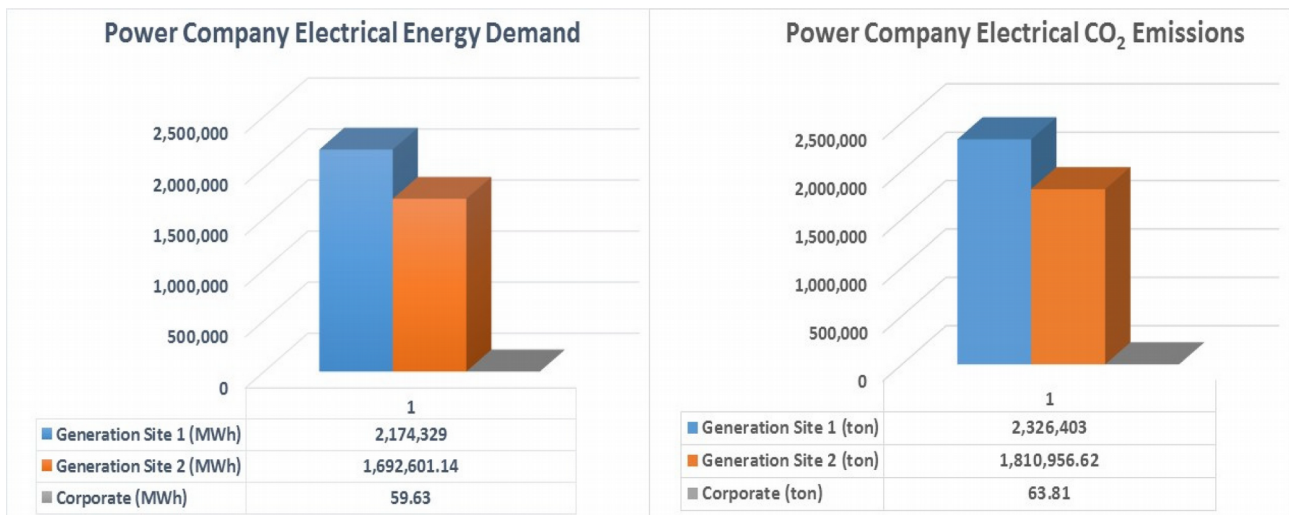 Power Company Electrical Energy Demand
2,500,000
2,000,000
1,500,000
1,000,000
500,000
0
1
Generation Site 1 (MWh) 2,174,329
Generation Site 2 (MWh) 1,692,601.14
Corporate (MWh) 59.63
Power Company Electrical CO₂ Emissions
2,500,000
2,000,000
1,500,000
1,000,000
500,000
0
1
Generation Site 1 (ton) 2,326,403
Generation Site 2 (ton) 1,810,956.62
Corporate (ton) 63.81